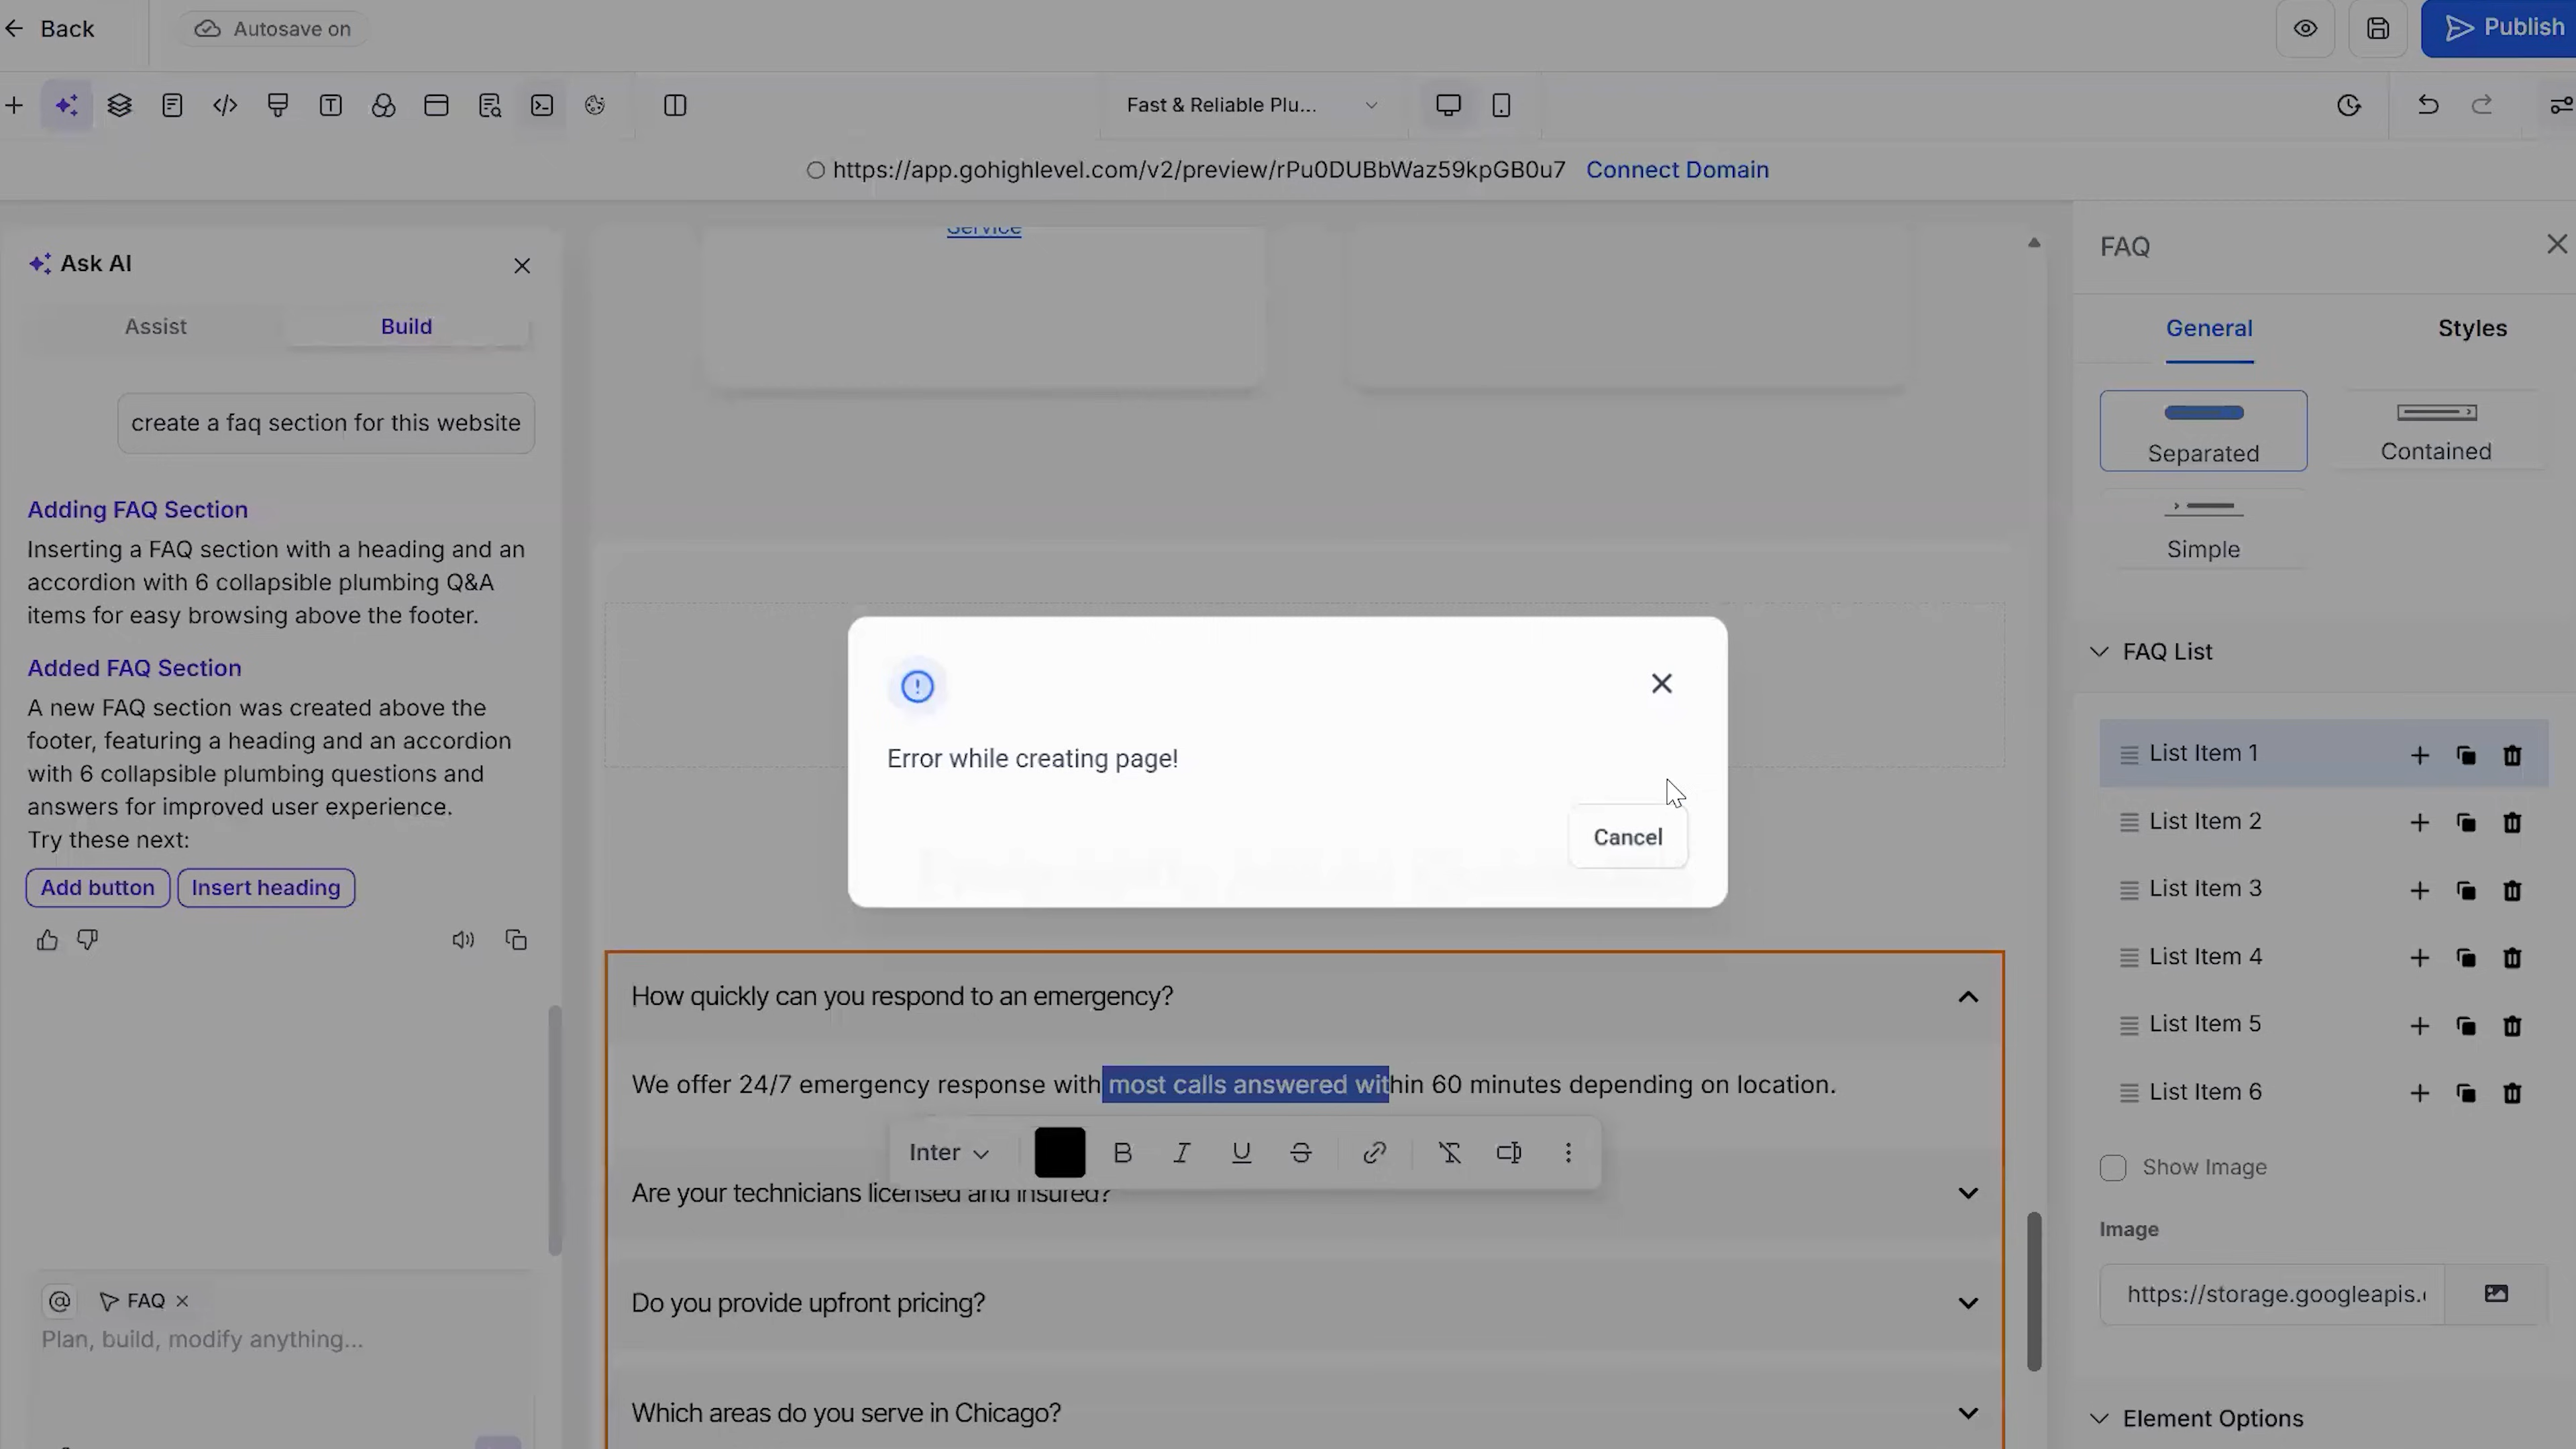 Back
Autosave on
Publish
Fast & Reliable Plu...
https://app.gohighlevel.com/v2/preview/rPu0DUBbWaz59kpGB0u7 Connect Domain
Ask AI
Assist
Build
create a faq section for this website
Adding FAQ Section
Inserting a FAQ section with a heading and an
accordion with 6 collapsible plumbing Q&A
items for easy browsing above the footer.
Added FAQ Section
A new FAQ section was created above the
footer, featuring a heading and an accordion
with 6 collapsible plumbing questions and
answers for improved user experience.
Try these next:
Add button
Insert heading
@ FAQ
Plan, build, modify anything...
Service
Error while creating page!
Cancel
How quickly can you respond to an emergency?
We offer 24/7 emergency response with most calls answered within 60 minutes depending on location.
Inter
Are your technicians licensed and insured?
Do you provide upfront pricing?
Which areas do you serve in Chicago?
FAQ
General
Styles
Separated
Contained
Simple
FAQ List
List Item 1
List Item 2
List Item 3
List Item 4
List Item 5
List Item 6
Show Image
Image
https://storage.googleapis.
Element Options